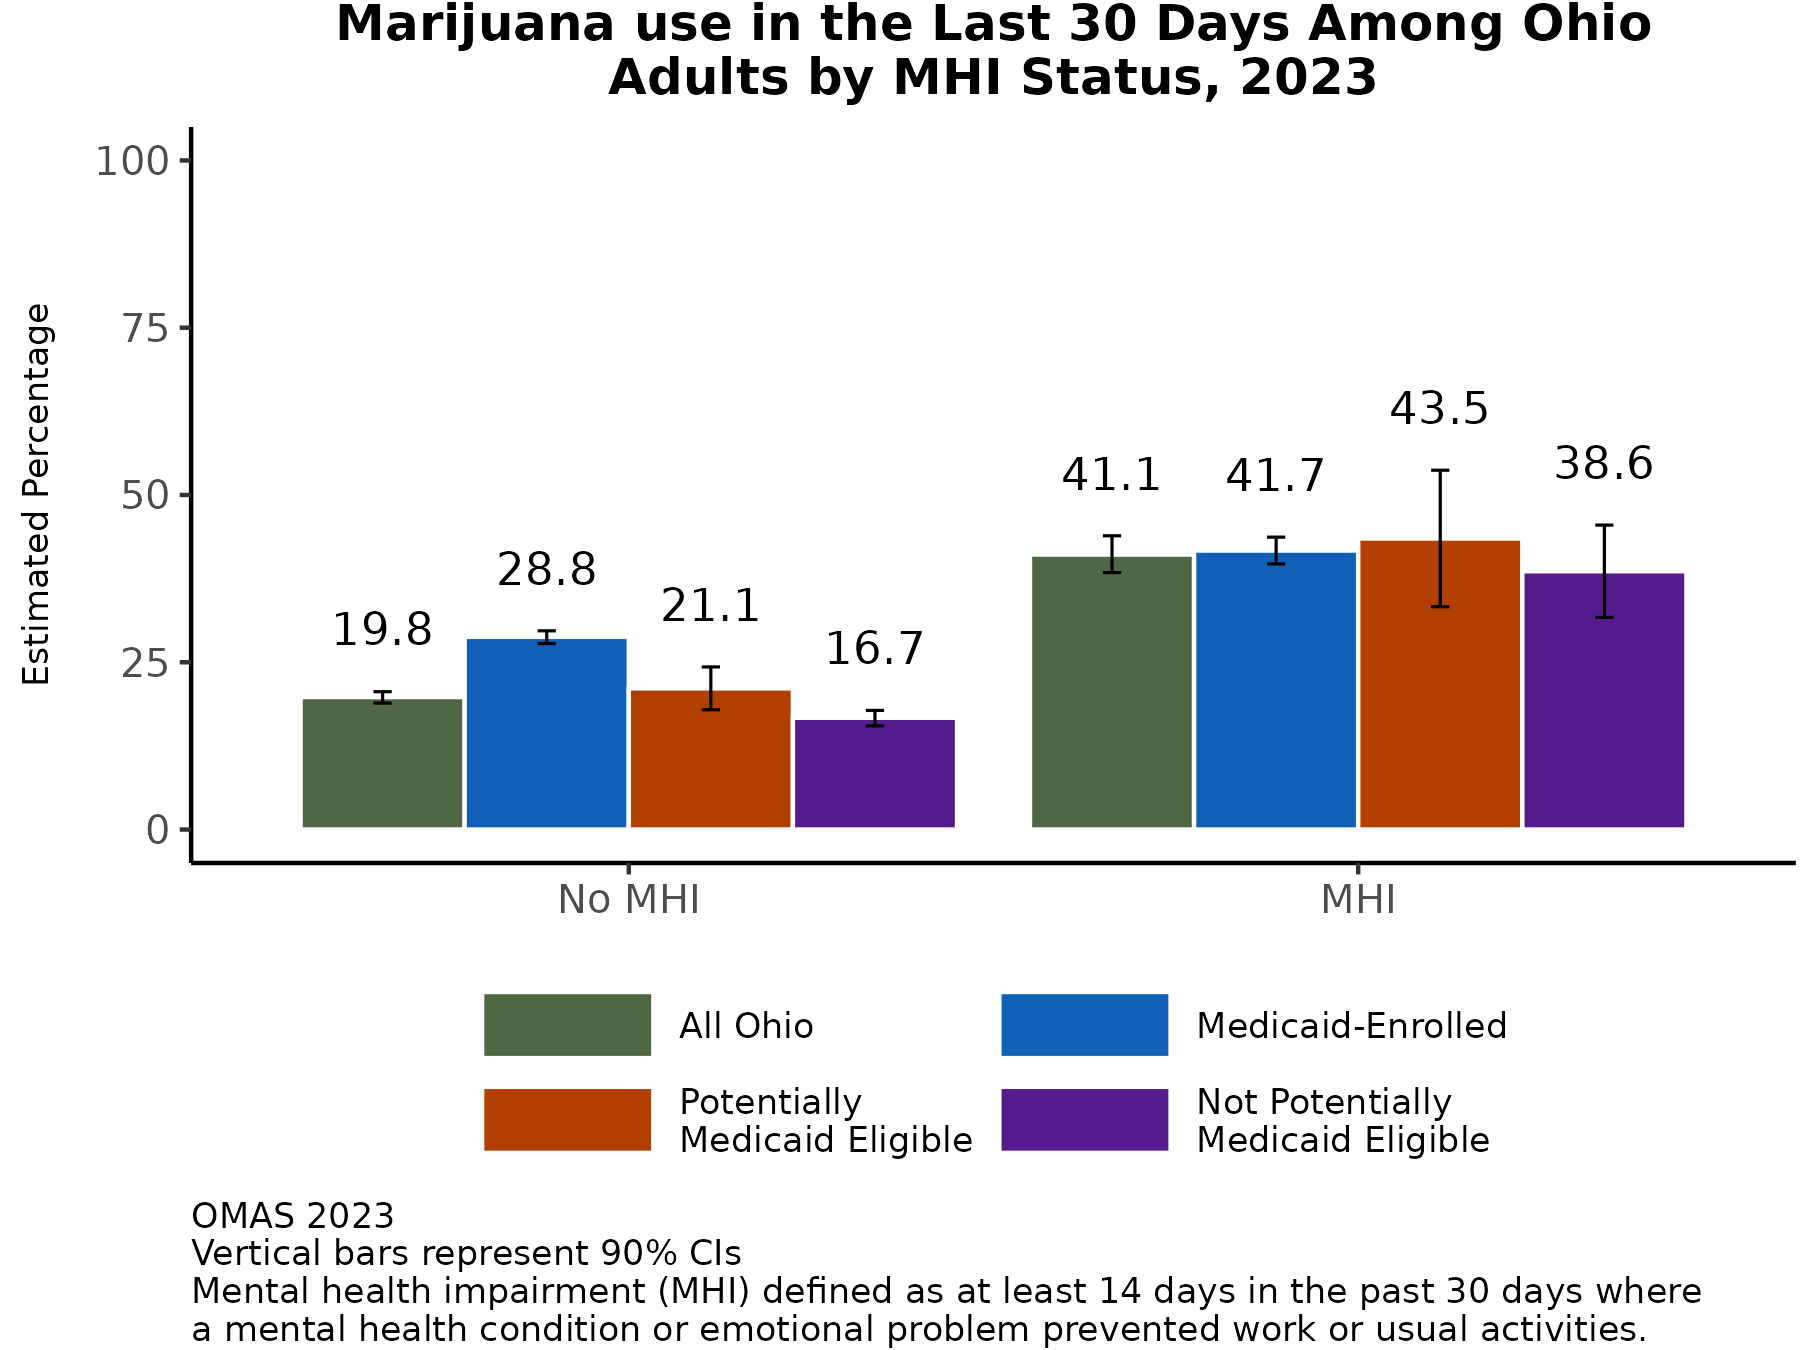 Marijuana use in the Last 30 Days Among Ohio
Adults by MHI Status, 2023
Estimated Percentage
100
75
50
25
0
19.8
28.8
21.1
16.7
41.1
41.7
43.5
38.6
No MHI
MHI
All Ohio
Medicaid-Enrolled
Potentially
Medicaid Eligible
Not Potentially
Medicaid Eligible
OMAS 2023
Vertical bars represent 90% CIs
Mental health impairment (MHI) defined as at least 14 days in the past 30 days where
a mental health condition or emotional problem prevented work or usual activities.